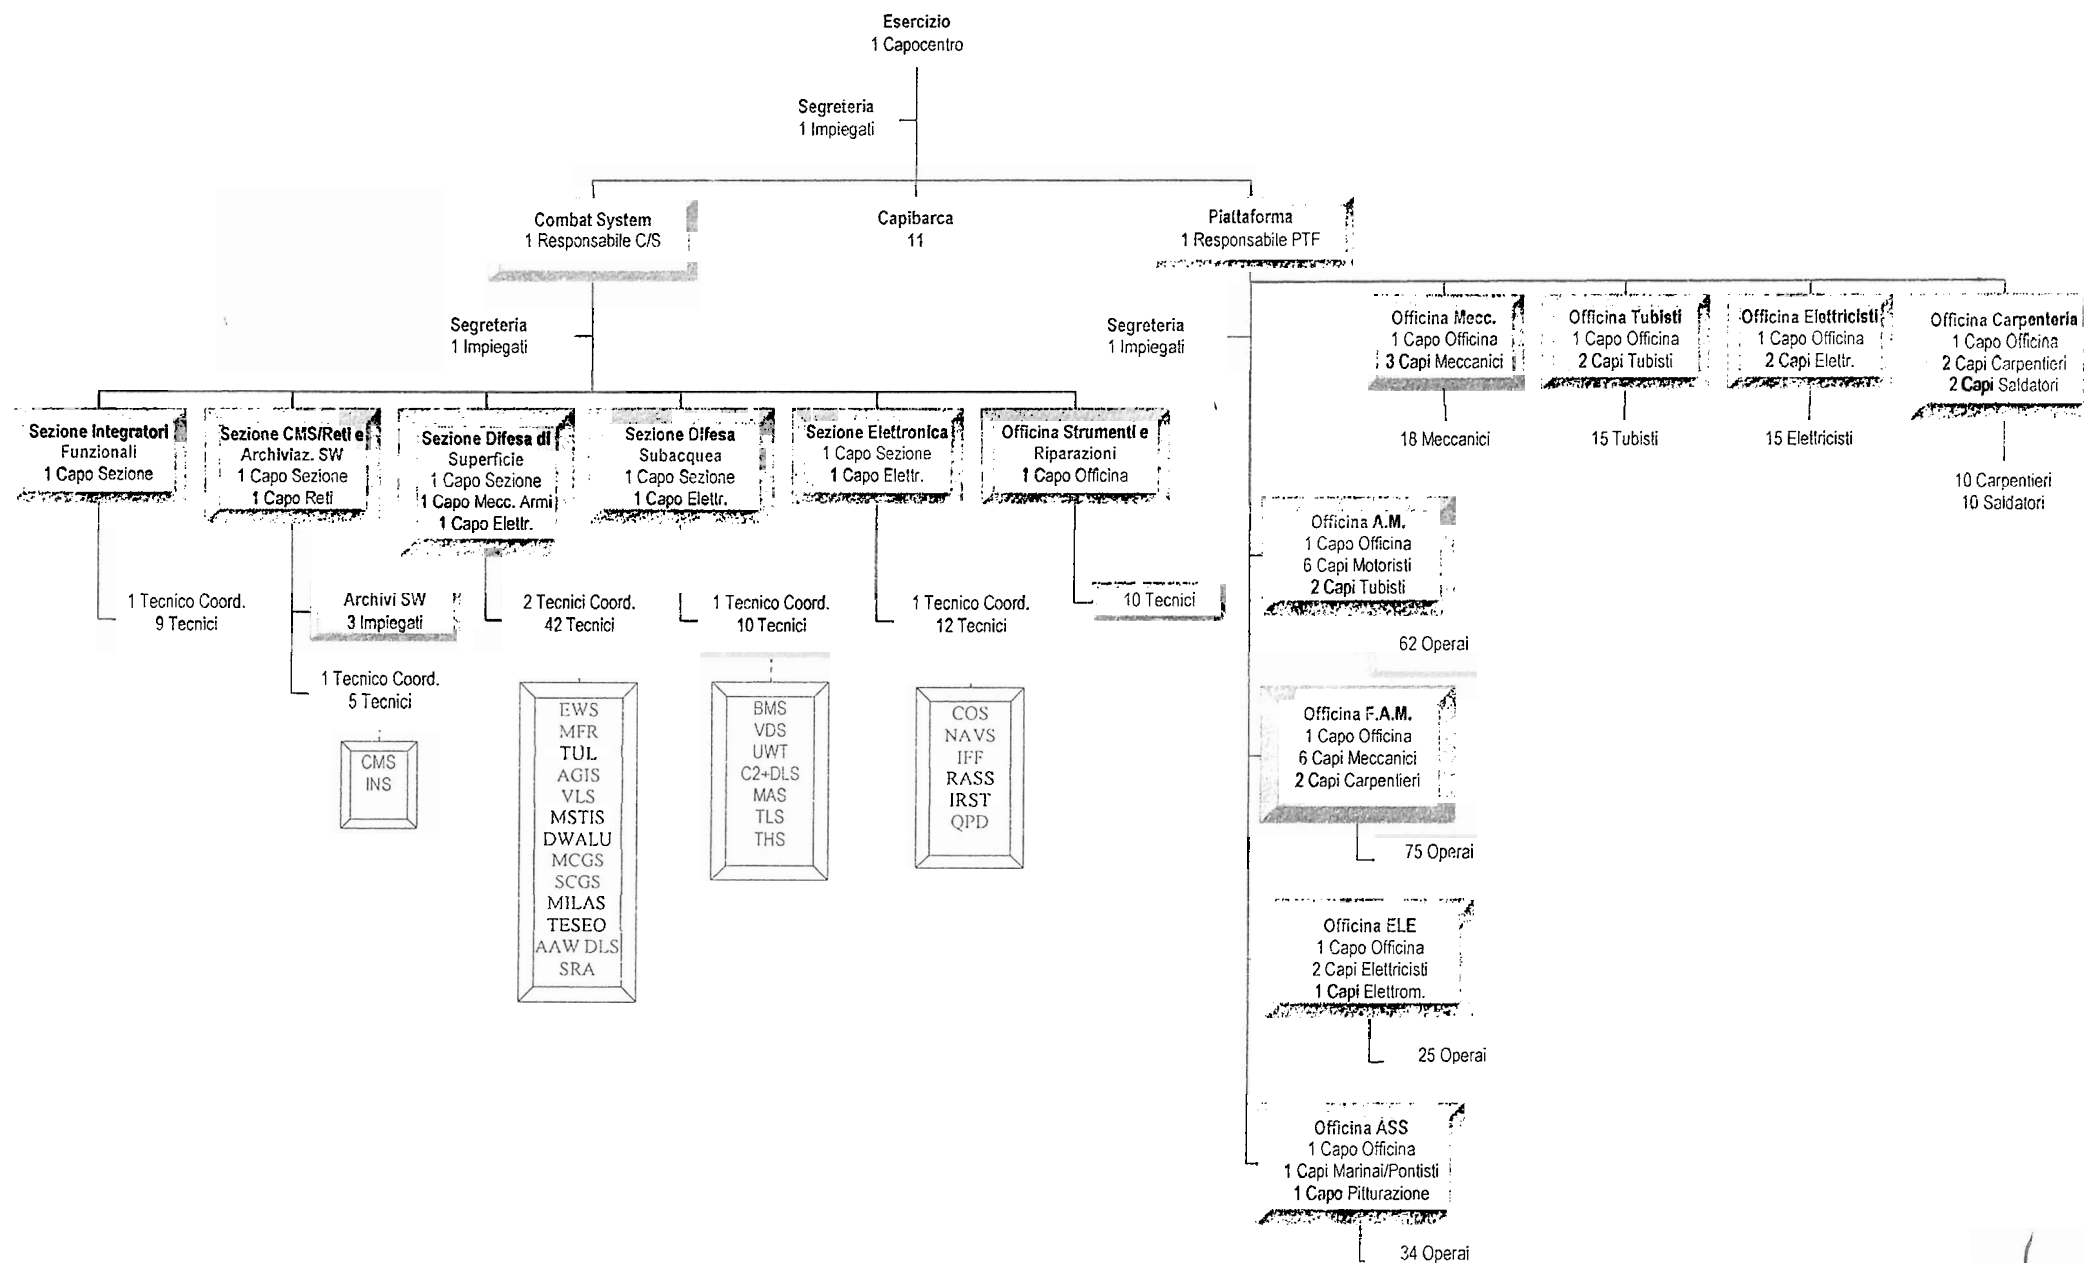 Esercizio
1 Capocentro
Segreteria
1 Impiegati
Combat System
1 Responsabile C/S
Capibarca
11
Piattaforma
1 Responsabile PTF
Segreteria
1 Impiegati
Segreteria
1 Impiegati
Officina Mecc.
1 Capo Officina
3 Capi Meccanici
18 Meccanici
Officina Tubisti
1 Capo Officina
2 Capi Tubisti
15 Tubisti
Officina Elettricisti
1 Capo Officina
2 Capi Elettr.
15 Elettricisti
Officina Carpenteria
1 Capo Officina
2 Capi Carpentieri
2 Capi Saldatori
10 Carpentieri
10 Saldatori
Sezione Integratori
Funzionali
1 Capo Sezione
1 Tecnico Coord.
9 Tecnici
Sezione CMS/Reti e
Archiviaz. SW
1 Capo Sezione
1 Capo Reti
Archivi SW
3 Impiegati
1 Tecnico Coord.
5 Tecnici
CMS
INS
Sezione Difesa di
Superficie
1 Capo Sezione
1 Capo Mecc. Armi
1 Capo Elettr.
2 Tecnici Coord.
42 Tecnici
EWS
MFR
TUL
AGIS
VLS
MSTIS
DWALU
MCGS
SCGS
MILAS
TESEO
AAW DLS
SRA
Sezione Difesa
Subacquea
1 Capo Sezione
1 Capo Elettr.
1 Tecnico Coord.
10 Tecnici
BMS
VDS
UWT
C2+DLS
MAS
TLS
THS
Sezione Elettronica
1 Capo Sezione
1 Capo Elettr.
1 Tecnico Coord.
12 Tecnici
COS
NAVS
IFF
RASS
IRST
QPD
Officina Strumenti e
Riparazioni
1 Capo Officina
10 Tecnici
Officina A.M.
1 Capo Officina
6 Capi Motoristi
2 Capi Tubisti
62 Operai
Officina F.A.M.
1 Capo Officina
6 Capi Meccanici
2 Capi Carpentieri
75 Operai
Officina ELE
1 Capo Officina
2 Capi Elettricisti
1 Capi Elettrom.
25 Operai
Officina ASS
1 Capo Officina
1 Capi Marinai/Pontisti
1 Capo Pitturazione
34 Operai